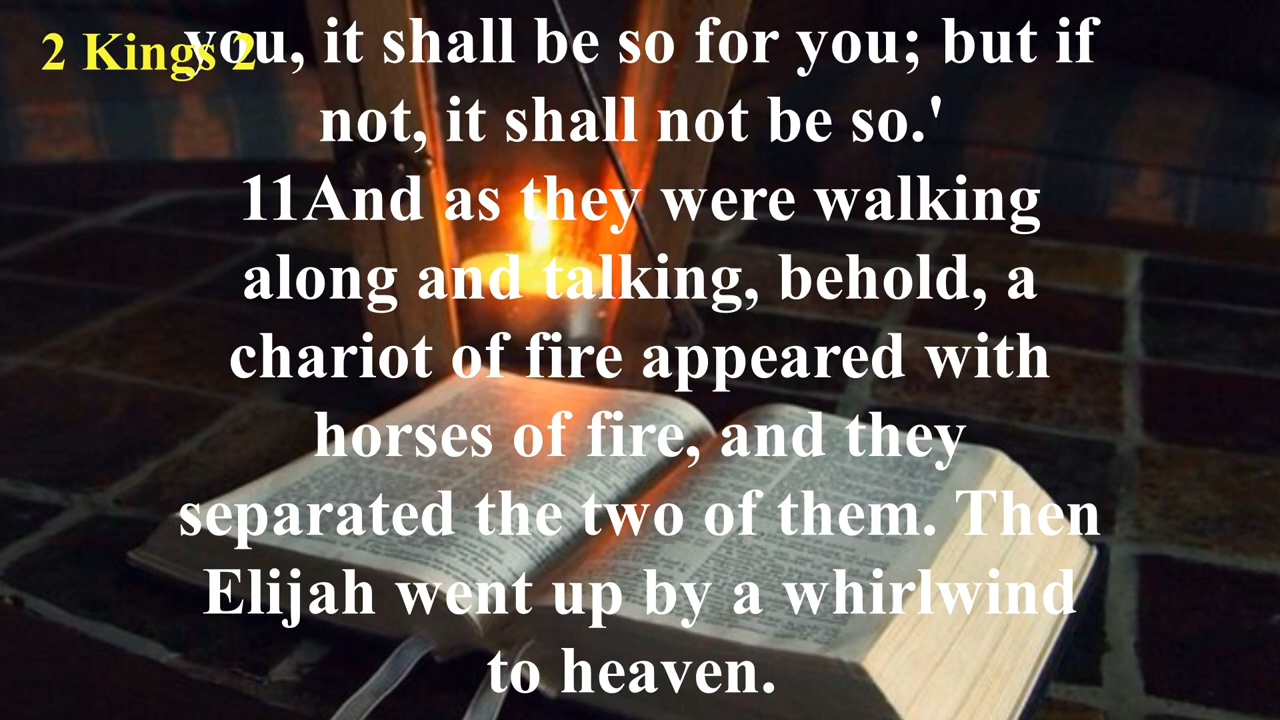 2 Kings 2
you, it shall be so for you; but if
not, it shall not be so.'
11And as they were walking
along and talking, behold, a
chariot of fire appeared with
horses of fire, and they
separated the two of them. Then
Elijah went up by a whirlwind
to heaven.